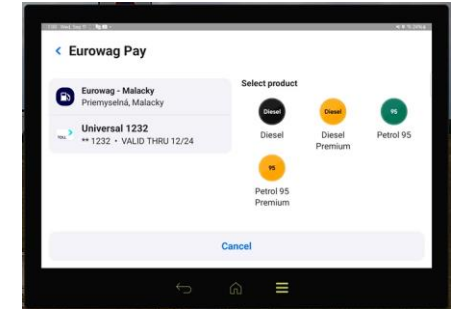 Eurowag Pay
Eurowag - Malacky
Priemyselná, Malacky
Universal 1232
** 1232 • VALID THRU 12/24
Select product
Diesel
Diesel
95
Diesel
Diesel
Premium
Petrol 95
95
Petrol 95
Premium
Cancel